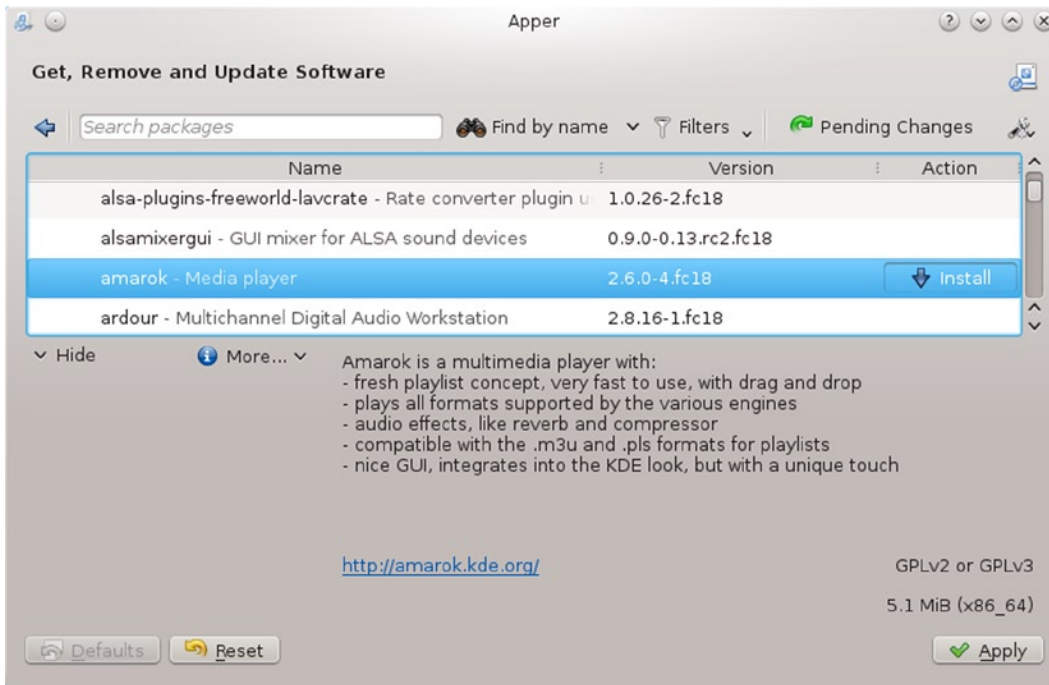 Apper
Get, Remove and Update Software
Search packages Find by name Filters Pending Changes
Name Version Action
alsa-plugins-freeworld-lavcrate - Rate converter plugin u 1.0.26-2.fc18
alsamixergui - GUI mixer for ALSA sound devices 0.9.0-0.13.rc2.fc18
amarok - Media player 2.6.0-4.fc18 Install
ardour - Multichannel Digital Audio Workstation 2.8.16-1.fc18
Hide More... Amarok is a multimedia player with:
- fresh playlist concept, very fast to use, with drag and drop
- plays all formats supported by the various engines
- audio effects, like reverb and compressor
- compatible with the .m3u and .pls formats for playlists
- nice GUI, integrates into the KDE look, but with a unique touch
http://amarok.kde.org/ GPLv2 or GPLv3
5.1 MiB (x86_64)
Defaults Reset Apply